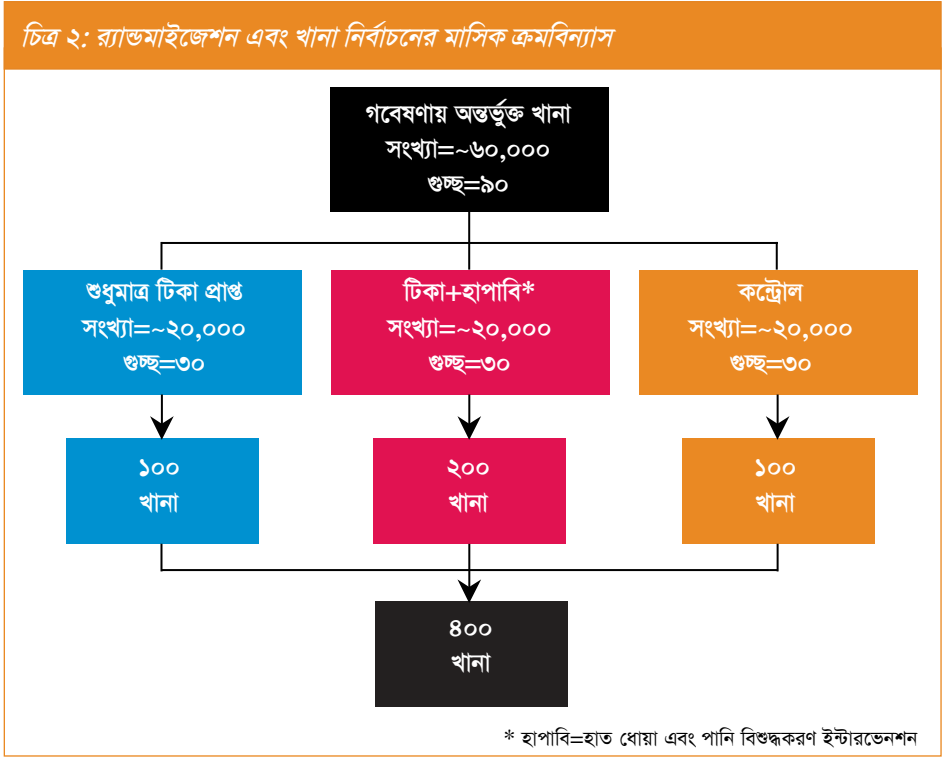 চিত্র ২: র‍্যান্ডমাইজেশন এবং খানা নির্বাচনের মাসিক ক্রমবিন্যাস
গবেষণায় অন্তর্ভুক্ত খানা
সংখ্যা=~৬০,০০০
গুচ্ছ=৯০
শুধুমাত্র টিকা প্রাপ্ত
সংখ্যা=~২০,০০০
গুচ্ছ=৩০
টিকা+হাপাবি*
সংখ্যা=~২০,০০০
গুচ্ছ=৩০
কন্ট্রোল
সংখ্যা=~২০,০০০
গুচ্ছ=৩০
১০০
খানা
২০০
খানা
১০০
খানা
৪০০
খানা
* হাপাবি=হাত ধোয়া এবং পানি বিশুদ্ধকরণ ইন্টারভেনশন